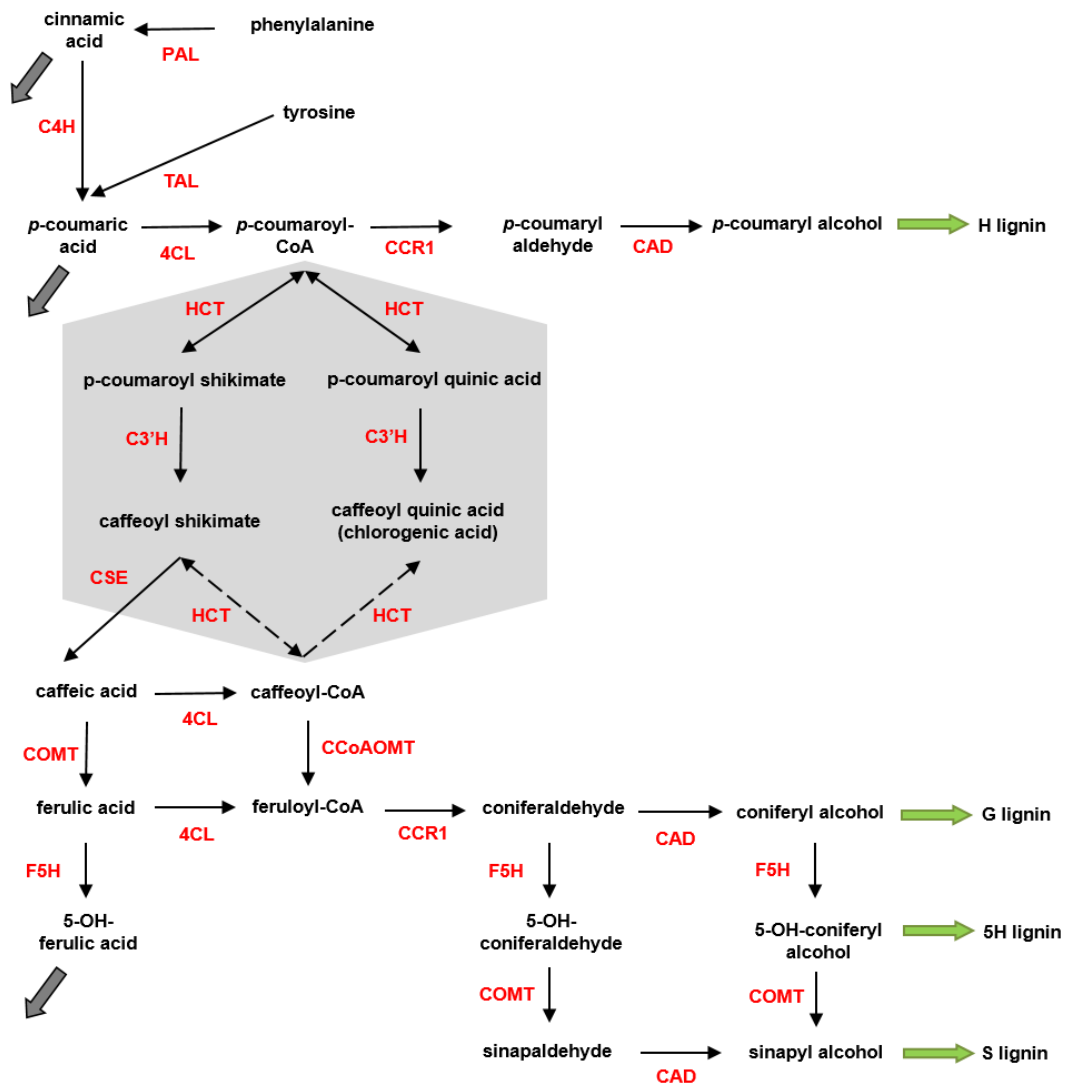 cinnamic
acid
phenylalanine
PAL
C4H
tyrosine
TAL
p-coumaric
acid
4CL
p-coumaroyl-
CoA
CCR1
p-coumaryl
aldehyde
CAD
p-coumaryl alcohol
H lignin
HCT
HCT
p-coumaroyl shikimate
p-coumaroyl quinic acid
C3’H
C3’H
caffeoyl shikimate
caffeoyl quinic acid
(chlorogenic acid)
CSE
HCT
HCT
caffeic acid
4CL
caffeoyl-CoA
COMT
CCoAOMT
ferulic acid
4CL
feruloyl-CoA
CCR1
coniferaldehyde
CAD
coniferyl alcohol
G lignin
F5H
F5H
F5H
5-OH-
ferulic acid
5-OH-
coniferaldehyde
5-OH-coniferyl
alcohol
5H lignin
COMT
COMT
sinapaldehyde
CAD
sinapyl alcohol
S lignin